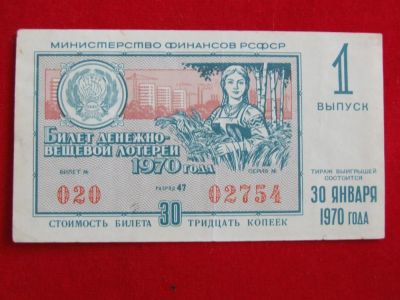 МИНИСТЕРСТВО ФИНАНСОВ РСФСР
1
ВЫПУСК
БИЛЕТ ДЕНЕЖНО-
ВЕЩЕВОЙ ЛОТЕРЕИ
1970 ГОДА
БИЛЕТ №
СЕРИЯ №
020
РАЗРЯД 47
02754
ТИРАЖ ВЫИГРЫШЕЙ
СОСТОИТСЯ
30 ЯНВАРЯ
1970 ГОДА
СТОИМОСТЬ БИЛЕТА 30 ТРИДЦАТЬ КОПЕЕК